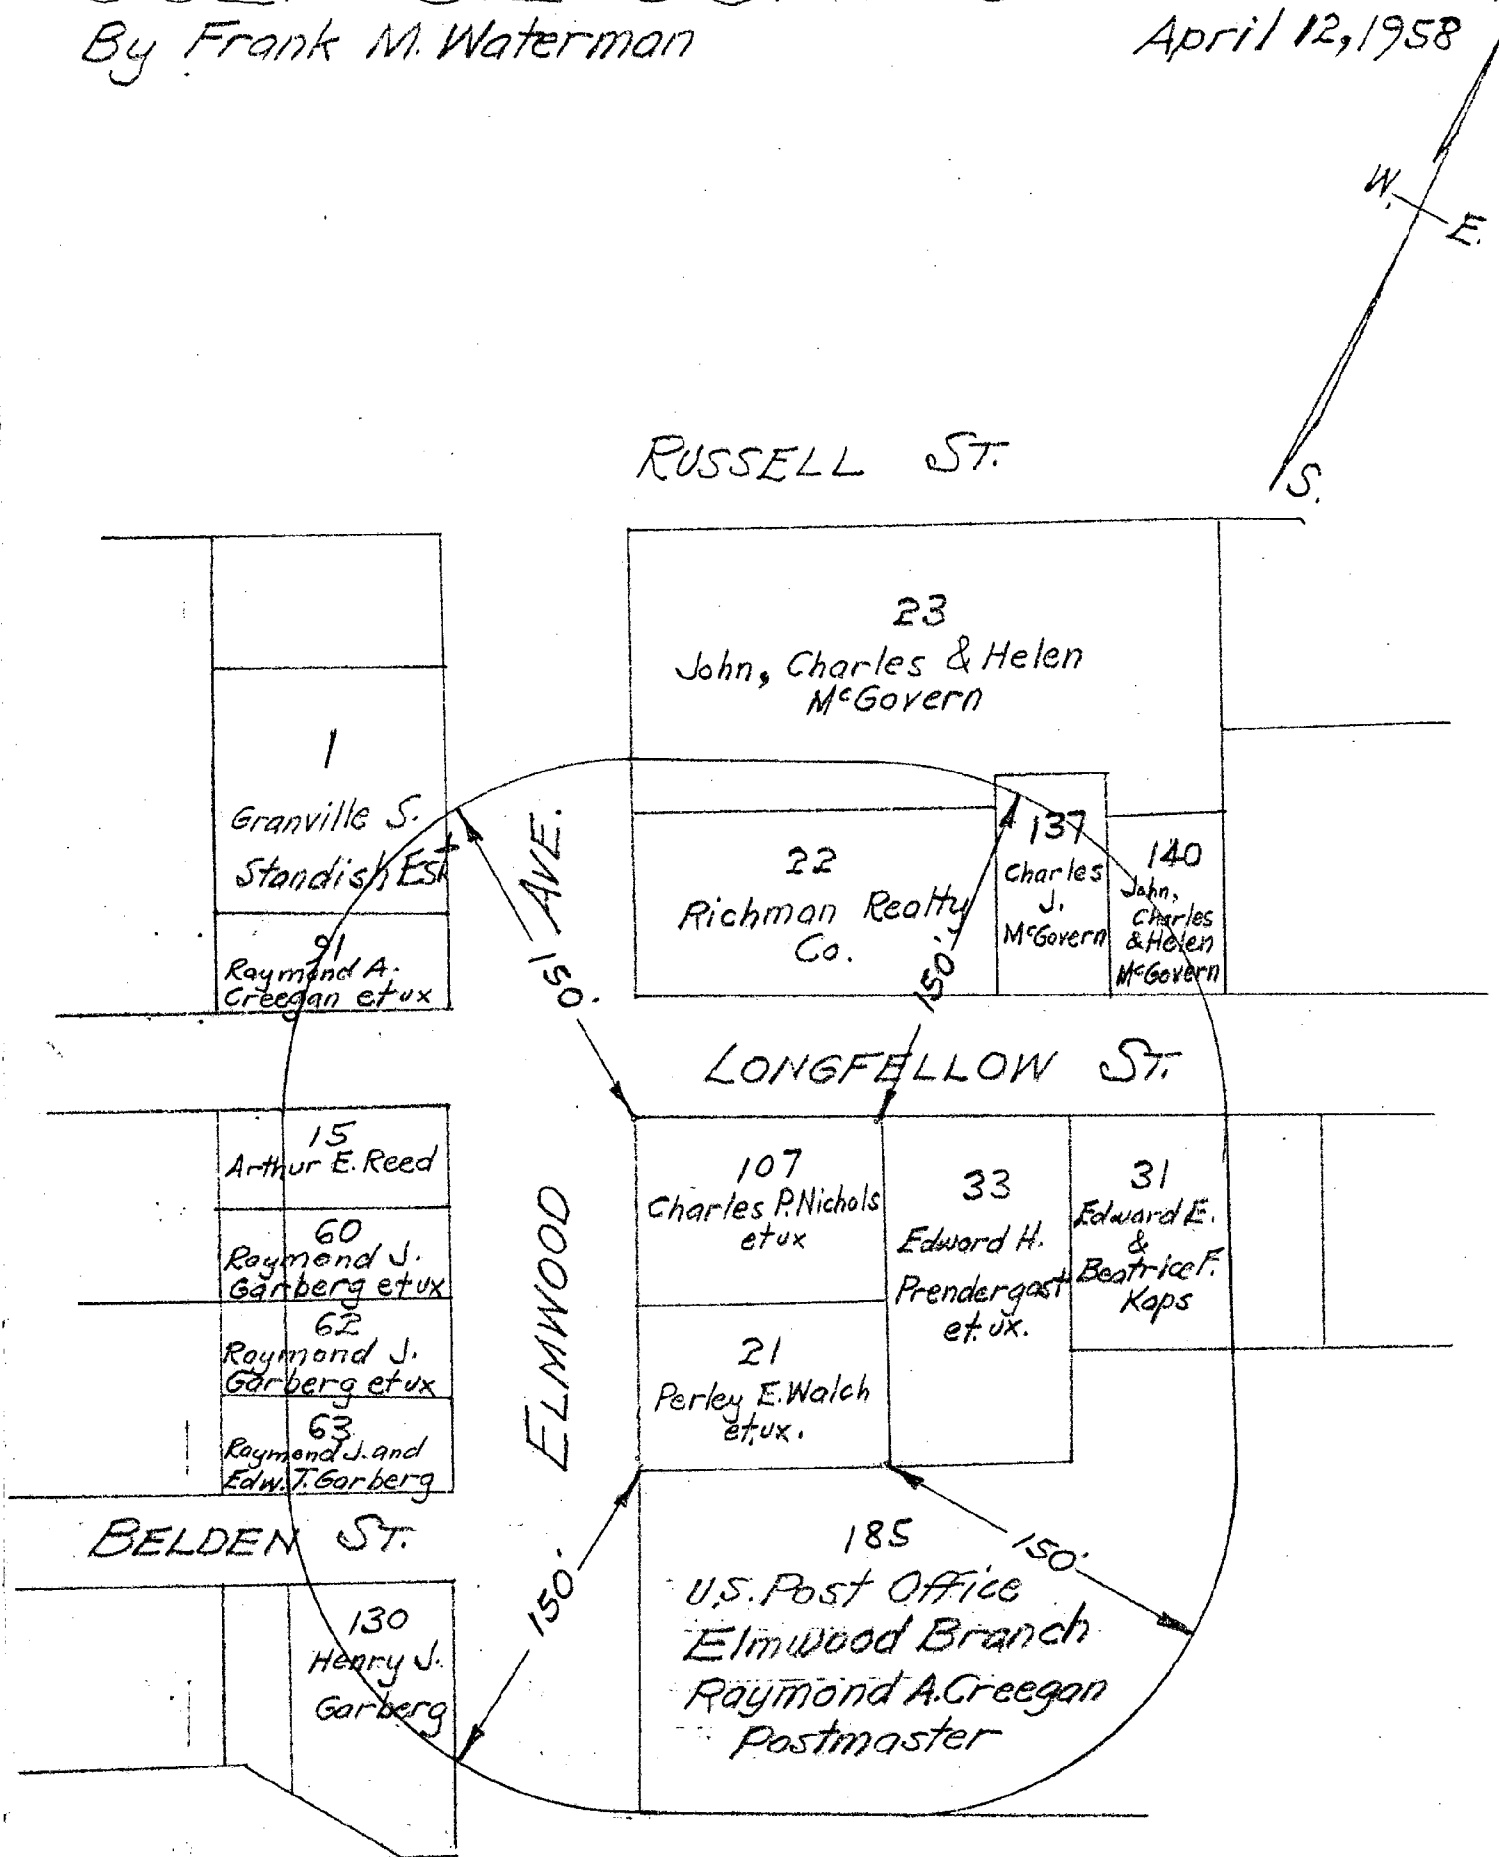 By Frank M. Waterman
April 12, 1958
W.
E.
S.
RUSSELL ST.
23
John, Charles & Helen
McGovern
1
Granville S.
Standish Est
91
Raymond A.
Creegan et ux
ELMWOOD AVE.
150'
22
Richman Realty
Co.
150'
137
Charles
J.
McGovern
140
John,
Charles
& Helen
McGovern
LONGFELLOW ST.
15
Arthur E. Reed
60
Raymond J.
Garberg et ux
62
Raymond J.
Garberg et ux
63
Raymond J. and
Edw. T. Garberg
107
Charles P. Nichols
et ux
33
Edward H.
Prendergast
et. ux.
31
Edward E.
&
Beatrice F.
Kaps
21
Perley E. Walch
et. ux.
BELDEN ST.
130
Henry J.
Garberg
150'
185
U.S. Post Office
Elmwood Branch
Raymond A. Creegan
Postmaster
150'